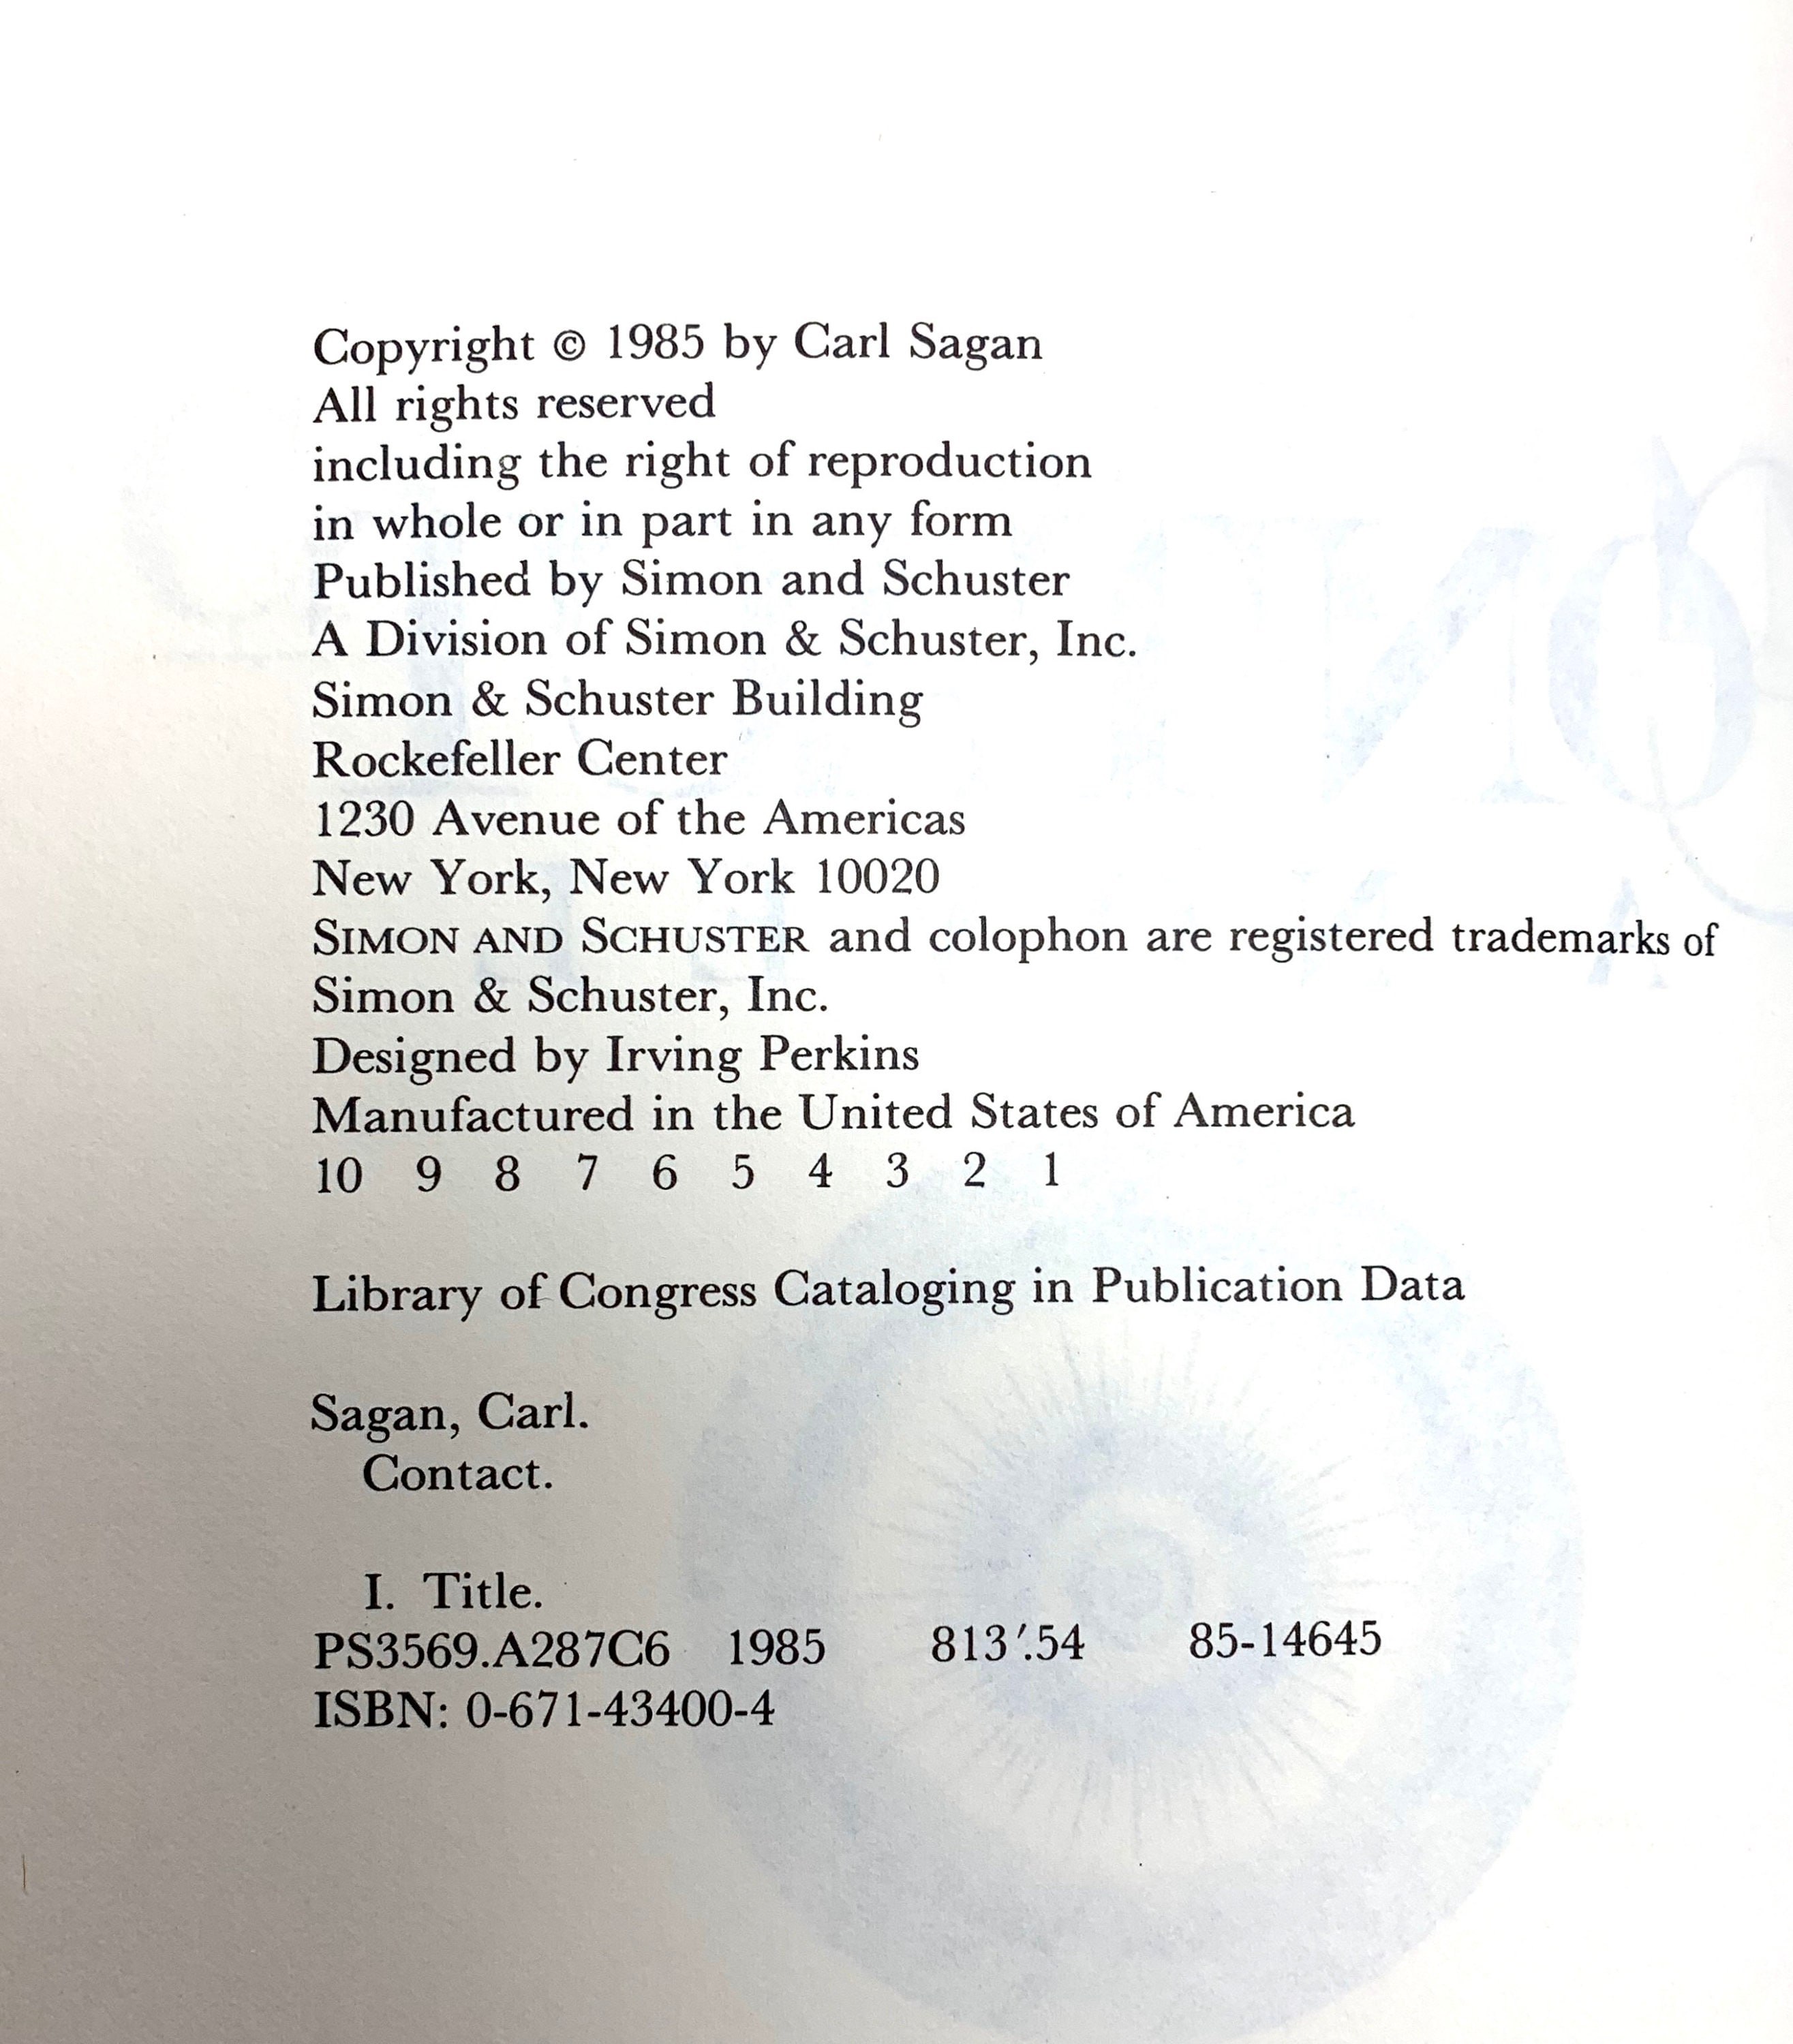 Copyright © 1985 by Carl Sagan
All rights reserved
including the right of reproduction
in whole or in part in any form
Published by Simon and Schuster
A Division of Simon & Schuster, Inc.
Simon & Schuster Building
Rockefeller Center
1230 Avenue of the Americas
New York, New York 10020
SIMON AND SCHUSTER and colophon are registered trademarks of
Simon & Schuster, Inc.
Designed by Irving Perkins
Manufactured in the United States of America
10 9 8 7 6 5 4 3 2 1
Library of Congress Cataloging in Publication Data
Sagan, Carl.
Contact.
I. Title.
PS3569.A287C6 1985 813′.54 85-14645
ISBN: 0-671-43400-4